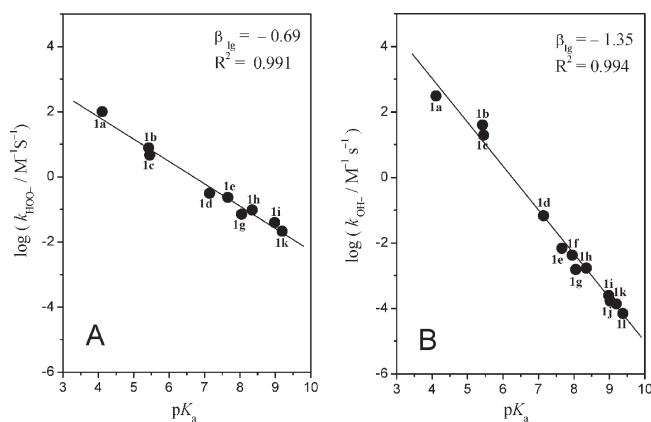 β lg = – 0.69
R² = 0.991
1a
1b
1c
1d
1e
1g
1h
1i
1k
A
4
2
0
-2
-4
-6
3 4 5 6 7 8 9 10
pKa
log ( kHOO– / M⁻¹S⁻¹)
βlg = – 1.35
R² = 0.994
1a
1b
1c
1d
1e
1f
1g
1h
1i
1j
1k
1l
B
4
2
0
-2
-4
-6
3 4 5 6 7 8 9 10
pKa
log ( kOH– / M⁻¹ s⁻¹)